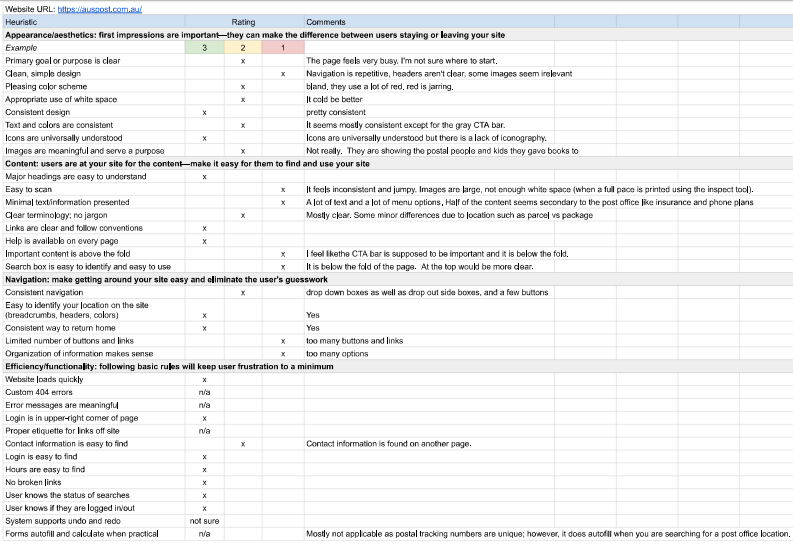 Website URL: https://auspost.com.au/
Heuristic Rating Comments
Appearance/aesthetics: first impressions are important—they can make the difference between users staying or leaving your site
Example 3 2 1
Primary goal or purpose is clear x The page feels very busy. I'm not sure where to start.
Clean, simple design x Navigation is repetitive, headers aren't clear, some images seem irelevant
Pleasing color scheme x bland, they use a lot of red, red is jarring.
Appropriate use of white space x It cold be better
Consistent design x pretty consistent
Text and colors are consistent x It seems mostly consistent except for the gray CTA bar.
Icons are universally understood x Icons are universally understood but there is a lack of iconography.
Images are meaningful and serve a purpose x Not really. They are showing the postal people and kids they gave books to
Content: users are at your site for the content—make it easy for them to find and use your site
Major headings are easy to understand x
Easy to scan x It feels inconsistent and jumpy. Images are large, not enough white space (when a full pace is printed using the inspect tool).
Minimal text/information presented x A lot of text and a lot of menu options, Half of the content seems secondary to the post office like insurance and phone plans
Clear terminology; no jargon x Mostly clear. Some minor differences due to location such as parcel vs package
Links are clear and follow conventions x
Help is available on every page x
Important content is above the fold x I feel likethe CTA bar is supposed to be important and it is below the fold.
Search box is easy to identify and easy to use x It is below the fold of the page. At the top would be more clear.
Navigation: make getting around your site easy and eliminate the user's guesswork
Consistent navigation x drop down boxes as well as drop out side boxes, and a few buttons
Easy to identify your location on the site
(breadcrumbs, headers, colors) x Yes
Consistent way to return home x Yes
Limited number of buttons and links x too many buttons and links
Organization of information makes sense x too many options
Efficiency/functionality: following basic rules will keep user frustration to a minimum
Website loads quickly x
Custom 404 errors n/a
Error messages are meaningful n/a
Login is in upper-right corner of page x
Proper etiquette for links off site n/a
Contact information is easy to find x Contact information is found on another page.
Login is easy to find x
Hours are easy to find x
No broken links x
User knows the status of searches x
User knows if they are logged in/out x
System supports undo and redo not sure
Forms autofill and calculate when practical n/a Mostly not applicable as postal tracking numbers are unique; however, it does autofill when you are searching for a post office location.